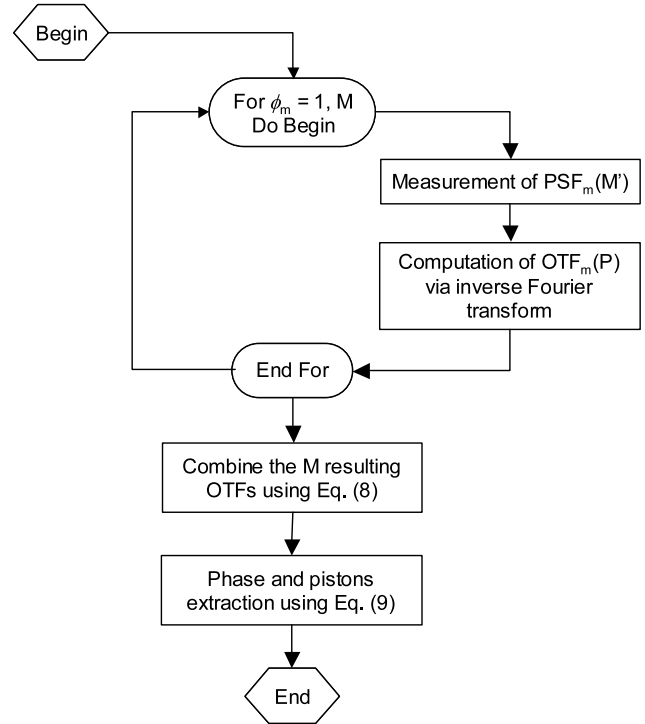 Begin
For ϕm = 1, M
Do Begin
Measurement of PSFm(M')
Computation of OTFm(P)
via inverse Fourier
transform
End For
Combine the M resulting
OTFs using Eq. (8)
Phase and pistons
extraction using Eq. (9)
End